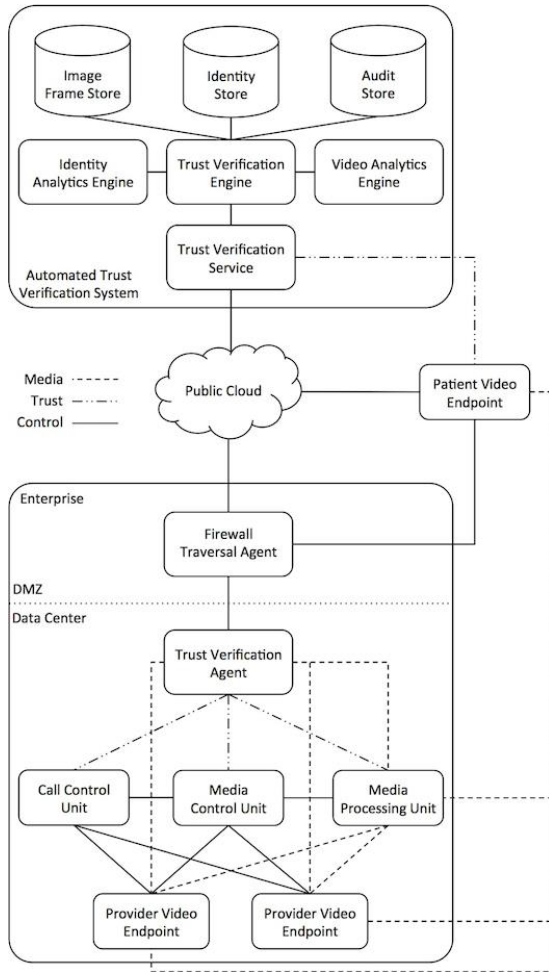 Image
Frame Store
Identity
Store
Audit
Store
Identity
Analytics Engine
Trust Verification
Engine
Video Analytics
Engine
Trust Verification
Service
Automated Trust
Verification System
Media
Trust
Control
Public Cloud
Patient Video
Endpoint
Enterprise
Firewall
Traversal Agent
DMZ
Data Center
Trust Verification
Agent
Call Control
Unit
Media
Control Unit
Media
Processing Unit
Provider Video
Endpoint
Provider Video
Endpoint